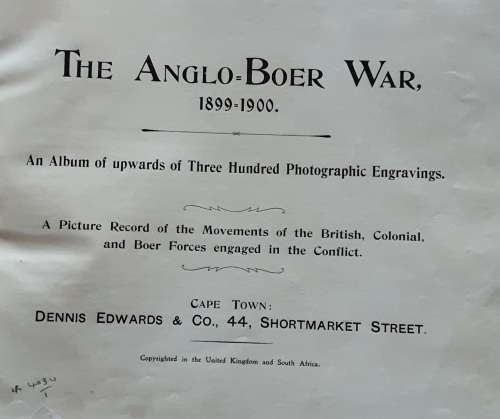 The Anglo=Boer War,
1899=1900.
An Album of upwards of Three Hundred Photographic Engravings.
A Picture Record of the Movements of the British, Colonial,
and Boer Forces engaged in the Conflict.
Cape Town:
Dennis Edwards & Co., 44, Shortmarket Street.
Copyrighted in the United Kingdom and South Africa.